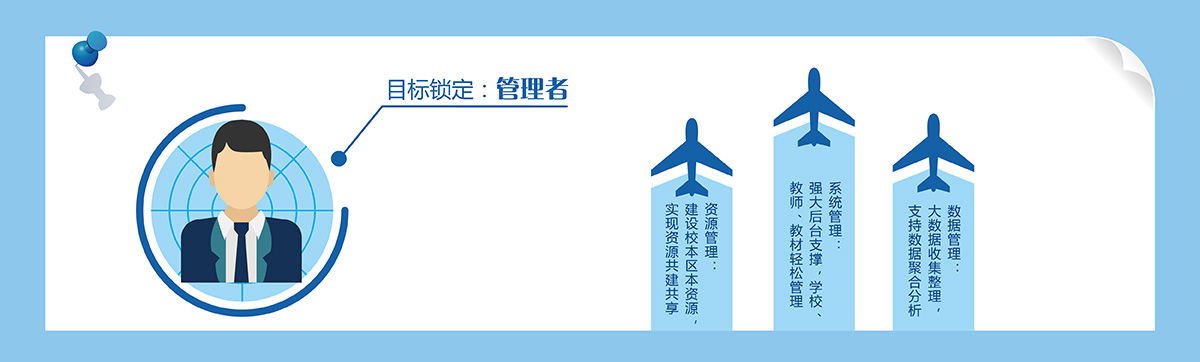 目标锁定：管理者
资源管理：
建设校本区本资源，
实现资源共建共享
系统管理：
强大后台支撑，学校、
教师、教材轻松管理
数据管理：
大数据收集整理，
支持数据聚合分析